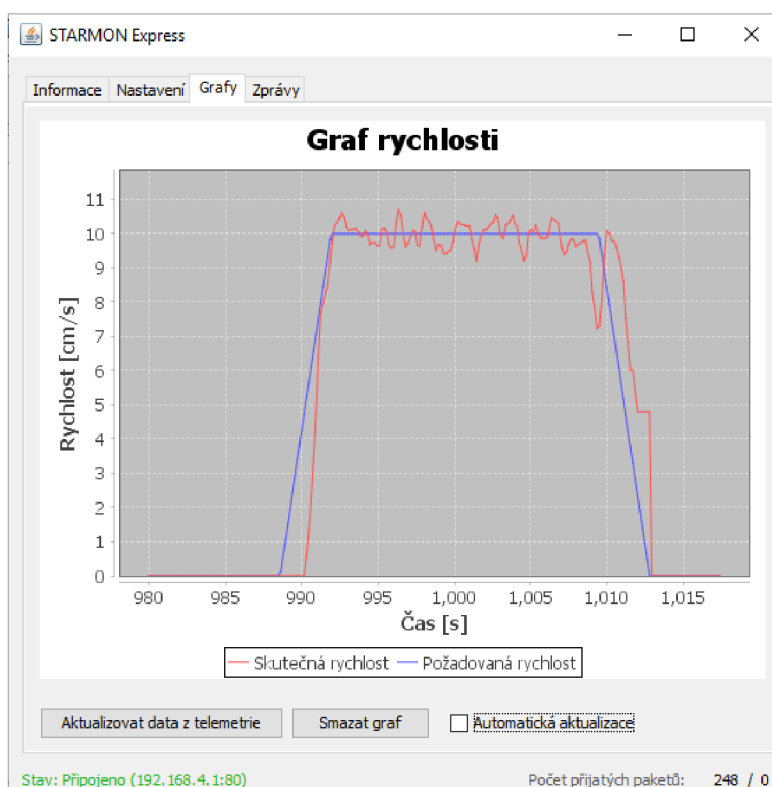 STARMON Express
Informace Nastavení Grafy Zprávy
Graf rychlosti
11
10
9
8
7
6
5
4
3
2
1
0
Rychlost [cm/s]
980 985 990 995 1,000 1,005 1,010 1,015
Čas [s]
Skutečná rychlost Požadovaná rychlost
Aktualizovat data z telemetrie Smazat graf Automatická aktualizace
Stav: Připojeno (192.168.4.1:80) Počet přijatých paketů: 248 / 0